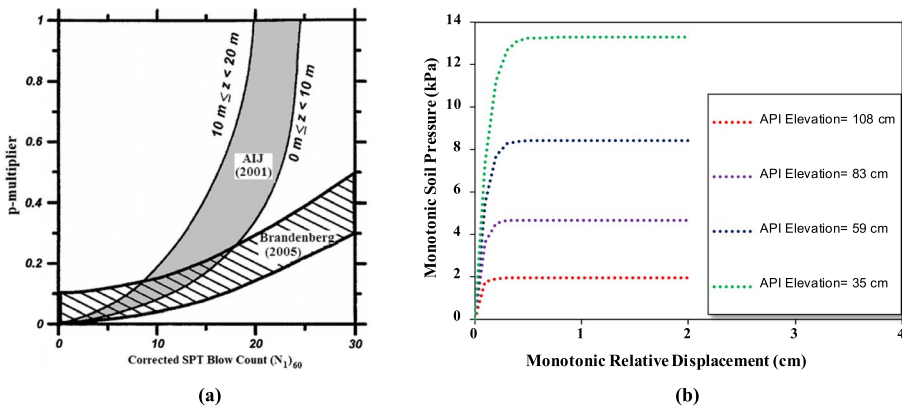 1
0.8
0.6
0.4
0.2
0
p-multiplier
10 m ≤ z < 20 m
0 m ≤ z < 10 m
AIJ
(2001)
Brandenberg
(2005)
0 10 20 30
Corrected SPT Blow Count (N₁)₆₀
(a)
14
12
10
8
6
4
2
0
Monotonic Soil Pressure (kPa)
API Elevation= 108 cm
API Elevation= 83 cm
API Elevation= 59 cm
API Elevation= 35 cm
0 1 2 3 4
Monotonic Relative Displacement (cm)
(b)